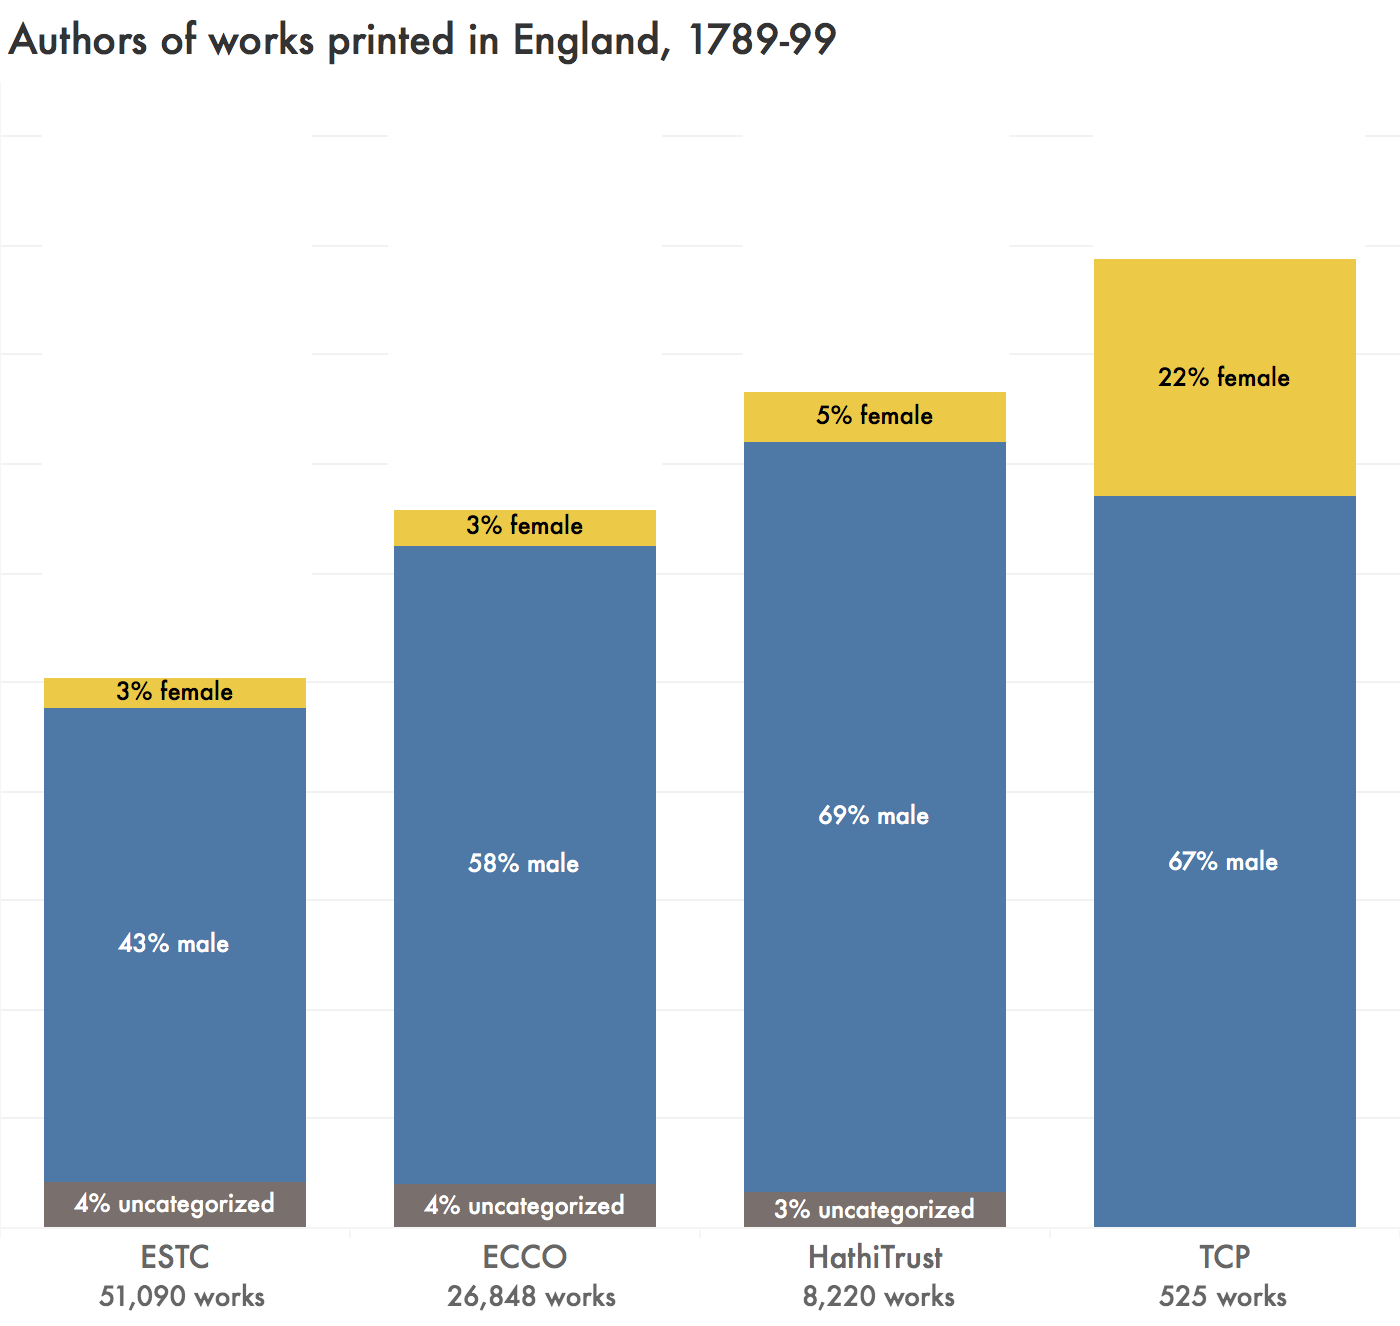 Authors of works printed in England, 1789-99
3% female
43% male
4% uncategorized
3% female
58% male
4% uncategorized
5% female
69% male
3% uncategorized
22% female
67% male
ESTC
51,090 works
ECCO
26,848 works
HathiTrust
8,220 works
TCP
525 works